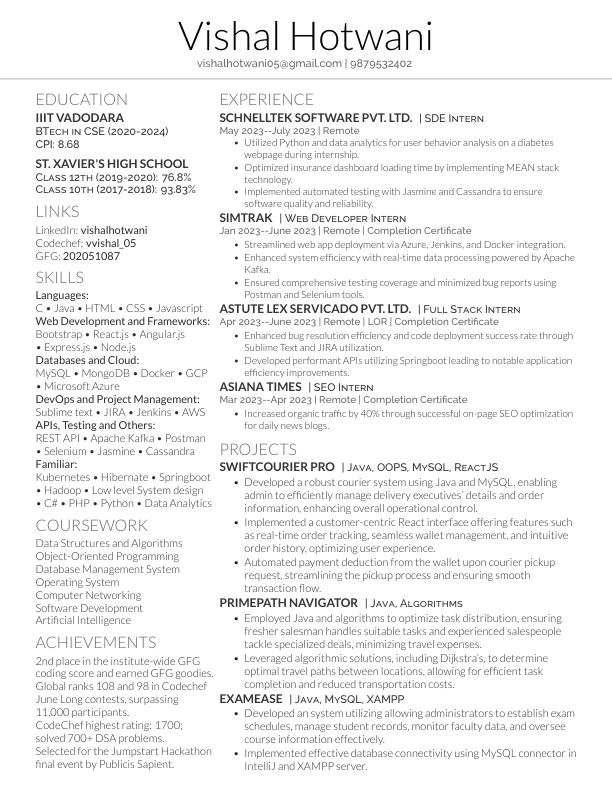 Vishal Hotwani
vishalhotwani05@gmail.com | 9879532402
EDUCATION
IIIT VADODARA
BTech in CSE (2020-2024)
CPI: 8.68
ST. XAVIER'S HIGH SCHOOL
Class 12th (2019-2020): 76.8%
Class 10th (2017-2018): 93.83%
LINKS
LinkedIn: vishalhotwani
Codechef: vvishal_05
GFG: 202051087
SKILLS
Languages:
C • Java • HTML • CSS • Javascript
Web Development and Frameworks:
Bootstrap • React.js • Angular.js
• Express.js • Node.js
Databases and Cloud:
MySQL • MongoDB • Docker • GCP
• Microsoft Azure
DevOps and Project Management:
Sublime text • JIRA • Jenkins • AWS
APIs, Testing and Others:
REST API • Apache Kafka • Postman
• Selenium • Jasmine • Cassandra
Familiar:
Kubernetes • Hibernate • Springboot
• Hadoop • Low level System design
• C# • PHP • Python • Data Analytics
COURSEWORK
Data Structures and Algorithms
Object-Oriented Programming
Database Management System
Operating System
Computer Networking
Software Development
Artificial Intelligence
ACHIEVEMENTS
2nd place in the institute-wide GFG
coding score and earned GFG goodies.
Global ranks 108 and 98 in Codechef
June Long contests, surpassing
11,000 participants.
CodeChef highest rating: 1700;
solved 700+ DSA problems.
Selected for the Jumpstart Hackathon
final event by Publicis Sapient.
EXPERIENCE
SCHNELLTEK SOFTWARE PVT. LTD. | SDE Intern
May 2023--July 2023 | Remote
• Utilized Python and data analytics for user behavior analysis on a diabetes
webpage during internship.
• Optimized insurance dashboard loading time by implementing MEAN stack
technology.
• Implemented automated testing with Jasmine and Cassandra to ensure
software quality and reliability.
SIMTRAK | Web Developer Intern
Jan 2023--June 2023 | Remote | Completion Certificate
• Streamlined web app deployment via Azure, Jenkins, and Docker integration.
• Enhanced system efficiency with real-time data processing powered by Apache
Kafka.
• Ensured comprehensive testing coverage and minimized bug reports using
Postman and Selenium tools.
ASTUTE LEX SERVICADO PVT. LTD. | Full Stack Intern
Apr 2023--June 2023 | Remote | LOR | Completion Certificate
• Enhanced bug resolution efficiency and code deployment success rate through
Sublime Text and JIRA utilization.
• Developed performant APIs utilizing Springboot leading to notable application
efficiency improvements.
ASIANA TIMES | SEO Intern
Mar 2023--Apr 2023 | Remote | Completion Certificate
• Increased organic traffic by 40% through successful on-page SEO optimization
for daily news blogs.
PROJECTS
SWIFTCOURIER PRO | Java, OOPS, MySQL, ReactJS
• Developed a robust courier system using Java and MySQL, enabling
admin to efficiently manage delivery executives' details and order
information, enhancing overall operational control.
• Implemented a customer-centric React interface offering features such
as real-time order tracking, seamless wallet management, and intuitive
order history, optimizing user experience.
• Automated payment deduction from the wallet upon courier pickup
request, streamlining the pickup process and ensuring smooth
transaction flow.
PRIMEPATH NAVIGATOR | Java, Algorithms
• Employed Java and algorithms to optimize task distribution, ensuring
fresher salesman handles suitable tasks and experienced salespeople
tackle specialized deals, minimizing travel expenses.
• Leveraged algorithmic solutions, including Dijkstra's, to determine
optimal travel paths between locations, allowing for efficient task
completion and reduced transportation costs.
EXAMEASE | Java, MySQL, XAMPP
• Developed an system utilizing allowing administrators to establish exam
schedules, manage student records, monitor faculty data, and oversee
course information effectively.
• Implemented effective database connectivity using MySQL connector in
IntelliJ and XAMPP server.